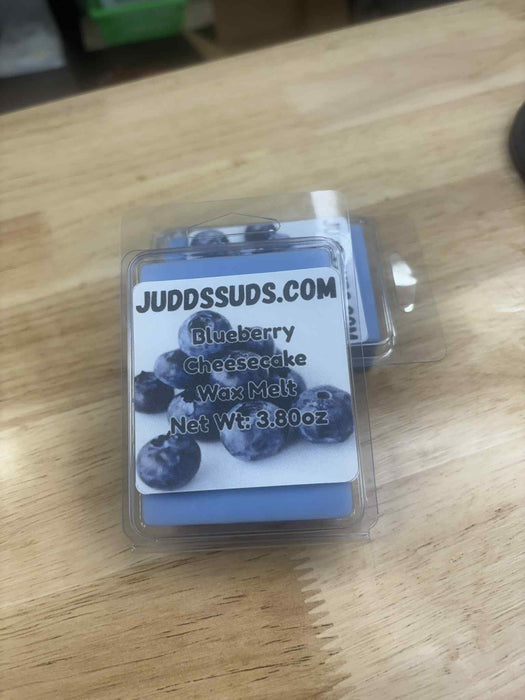 JUDDSSUDS.COM
Blueberry
Cheesecake
Wax Melt
Net Wt: 3.80oz